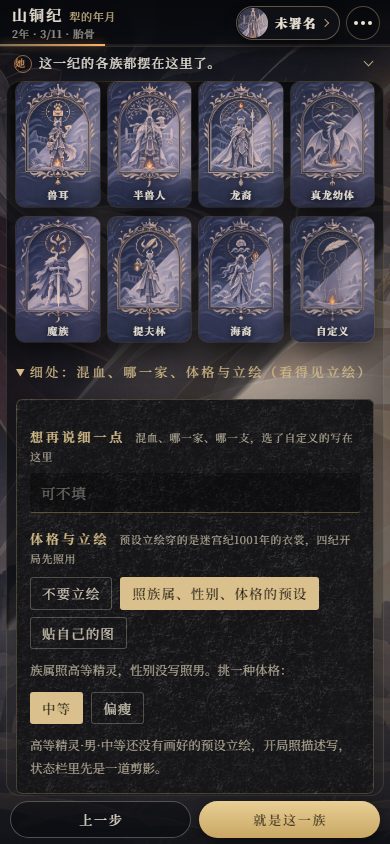 山铜纪 犁的年月
2年·3/11·胎骨
未署名
她 这一纪的各族都摆在这里了。
兽耳 半兽人 龙裔 真龙幼体
魔族 提夫林 海裔 自定义
▼细处：混血、哪一家、体格与立绘（看得见立绘）
想再说细一点 混血、哪一家、哪一支，选了自定义的写在
这里
可不填
体格与立绘 预设立绘穿的是迷宫纪1001年的衣裳，四纪开
局先照用
不要立绘 照族属、性别、体格的预设
贴自己的图
族属照高等精灵，性别没写照男。挑一种体格：
中等 偏瘦
高等精灵·男·中等还没有画好的预设立绘，开局照描述写，
状态栏里先是一道剪影。
上一步 就是这一族